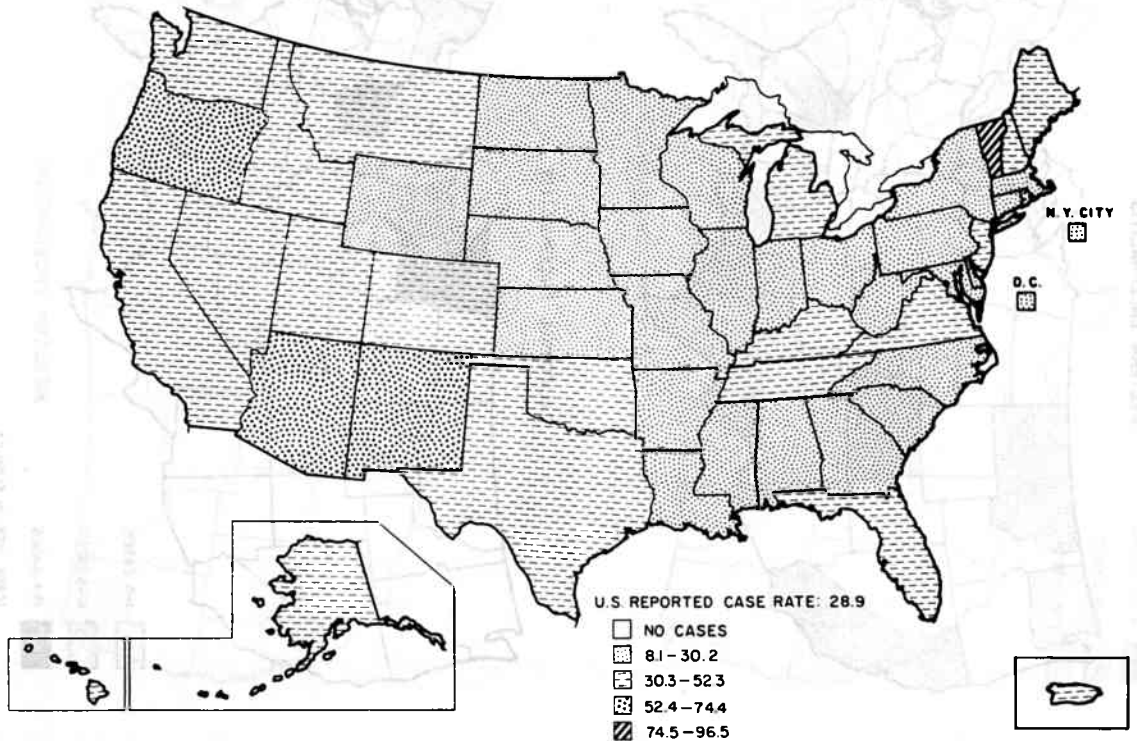 N.Y. CITY
D.C.
U.S. REPORTED CASE RATE: 28.9
NO CASES
8.1–30.2
30.3–52.3
52.4–74.4
74.5–96.5